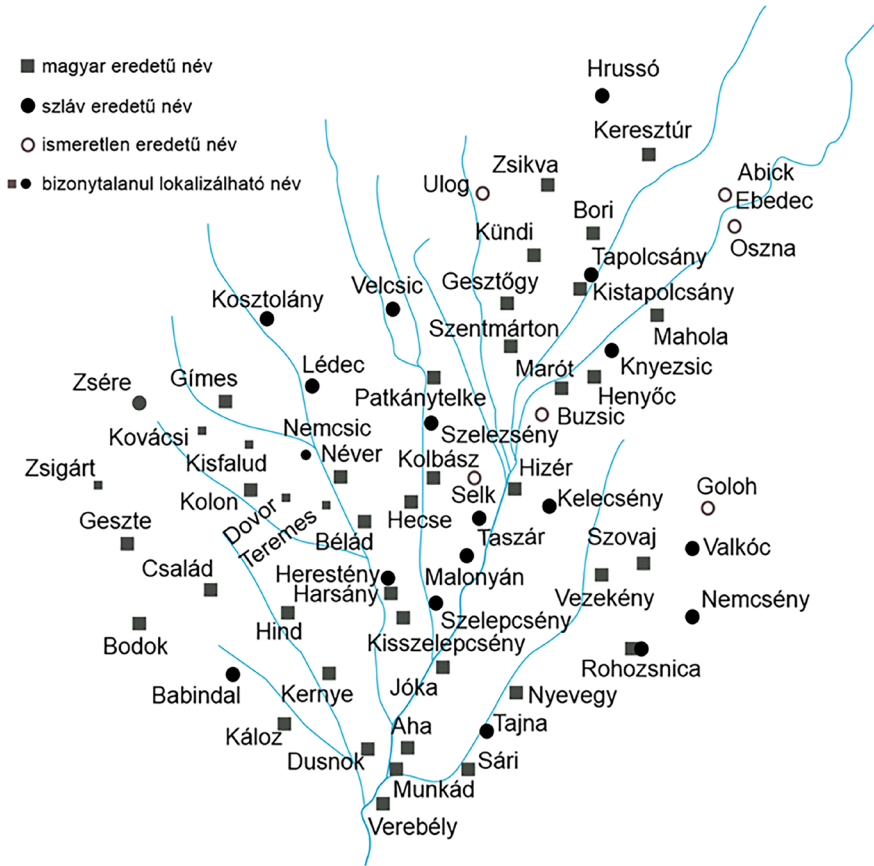 magyar eredetű név
szláv eredetű név
ismeretlen eredetű név
bizonytalanul lokalizálható név
Hrussó
Keresztúr
Zsikva
Ulog
Abick
Ebedec
Bori
Oszna
Kündi
Tapolcsány
Velcsic
Gesztőgy
Kistapolcsány
Kosztolány
Szentmárton
Mahola
Lédec
Marót
Knyezsic
Zsére
Gímes
Patkánytelke
Henyőc
Buzsic
Nemcsic
Szelezsény
Kovácsi
Kisfalud
Néver
Kolbász
Hizér
Zsigárt
Kolon
Selk
Kelecsény
Goloh
Dovor
Teremes
Hecse
Geszte
Bélád
Taszár
Szovaj
Valkóc
Család
Herestény
Malonyán
Harsány
Vezekény
Nemcsény
Szelepcsény
Hind
Bodok
Kisszelepcsény
Rohozsnica
Babindal
Kernye
Jóka
Nyevegy
Káloz
Aha
Tajna
Dusnok
Sári
Munkád
Verebély